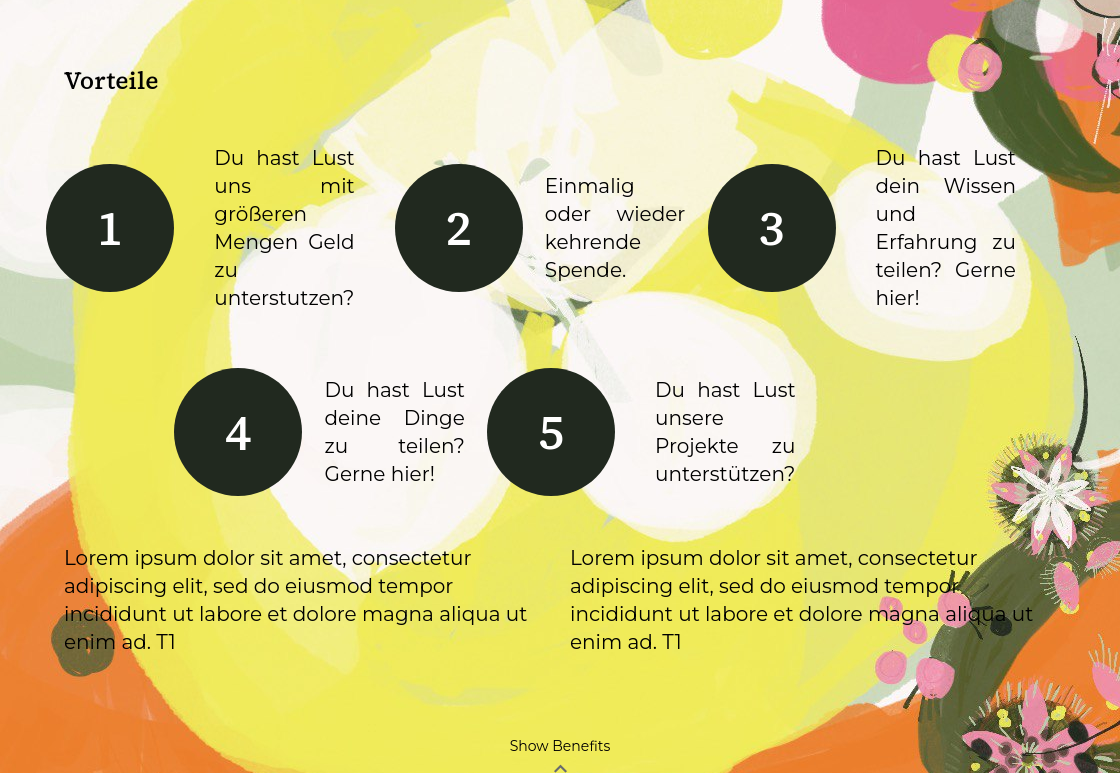 Vorteile
1
Du hast Lust
uns mit
größeren
Mengen Geld
zu
unterstutzen?
2
Einmalig
oder wieder
kehrende
Spende.
3
Du hast Lust
dein Wissen
und
Erfahrung zu
teilen? Gerne
hier!
4
Du hast Lust
deine Dinge
zu teilen?
Gerne hier!
5
Du hast Lust
unsere
Projekte zu
unterstützen?
Lorem ipsum dolor sit amet, consectetur
adipiscing elit, sed do eiusmod tempor
incididunt ut labore et dolore magna aliqua ut
enim ad. T1
Lorem ipsum dolor sit amet, consectetur
adipiscing elit, sed do eiusmod tempor
incididunt ut labore et dolore magna aliqua ut
enim ad. T1
Show Benefits